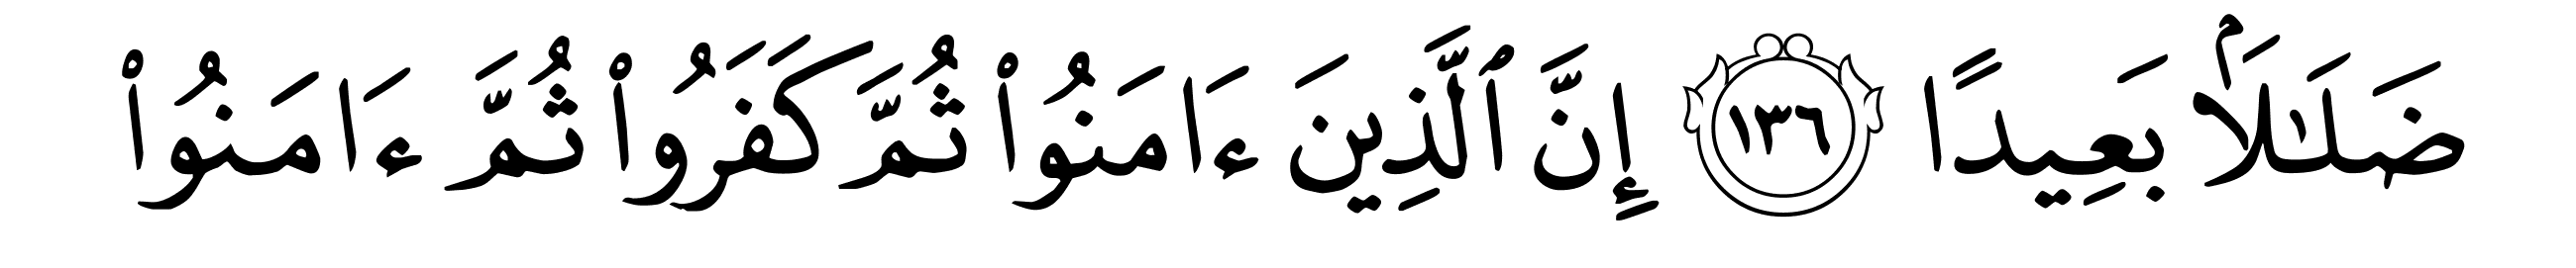 ضَلَـٰلَۢا بَعِيدًا ١٣٦ إِنَّ ٱلَّذِينَ ءَامَنُوا۟ ثُمَّ كَفَرُوا۟ ثُمَّ ءَامَنُوا۟